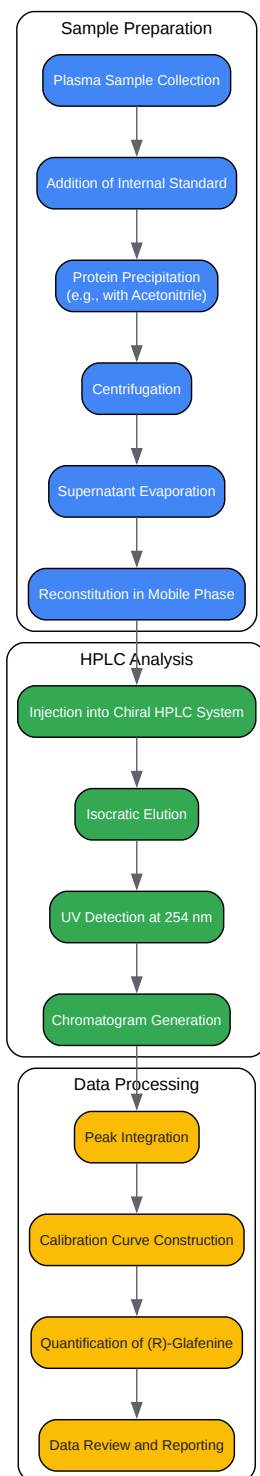 Sample Preparation
Plasma Sample Collection
Addition of Internal Standard
Protein Precipitation
(e.g., with Acetonitrile)
Centrifugation
Supernatant Evaporation
Reconstitution in Mobile Phase
HPLC Analysis
Injection into Chiral HPLC System
Isocratic Elution
UV Detection at 254 nm
Chromatogram Generation
Data Processing
Peak Integration
Calibration Curve Construction
Quantification of (R)-Glafenine
Data Review and Reporting